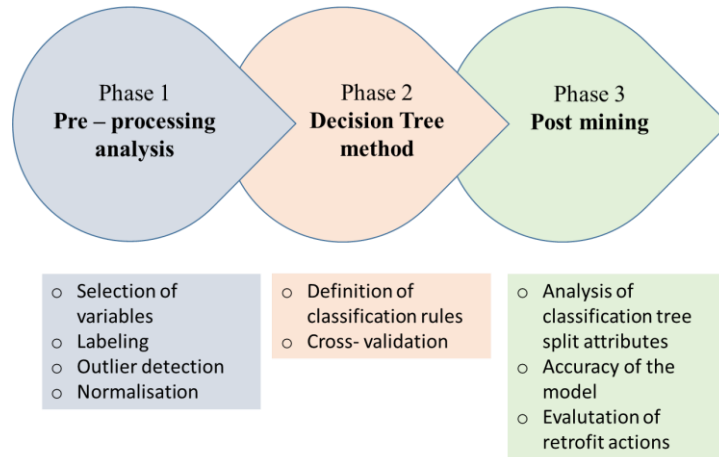 Phase 1
Pre – processing
analysis
Phase 2
Decision Tree
method
Phase 3
Post mining
o Selection of
variables
o Labeling
o Outlier detection
o Normalisation
o Definition of
classification rules
o Cross- validation
o Analysis of
classification tree
split attributes
o Accuracy of the
model
o Evalutation of
retrofit actions